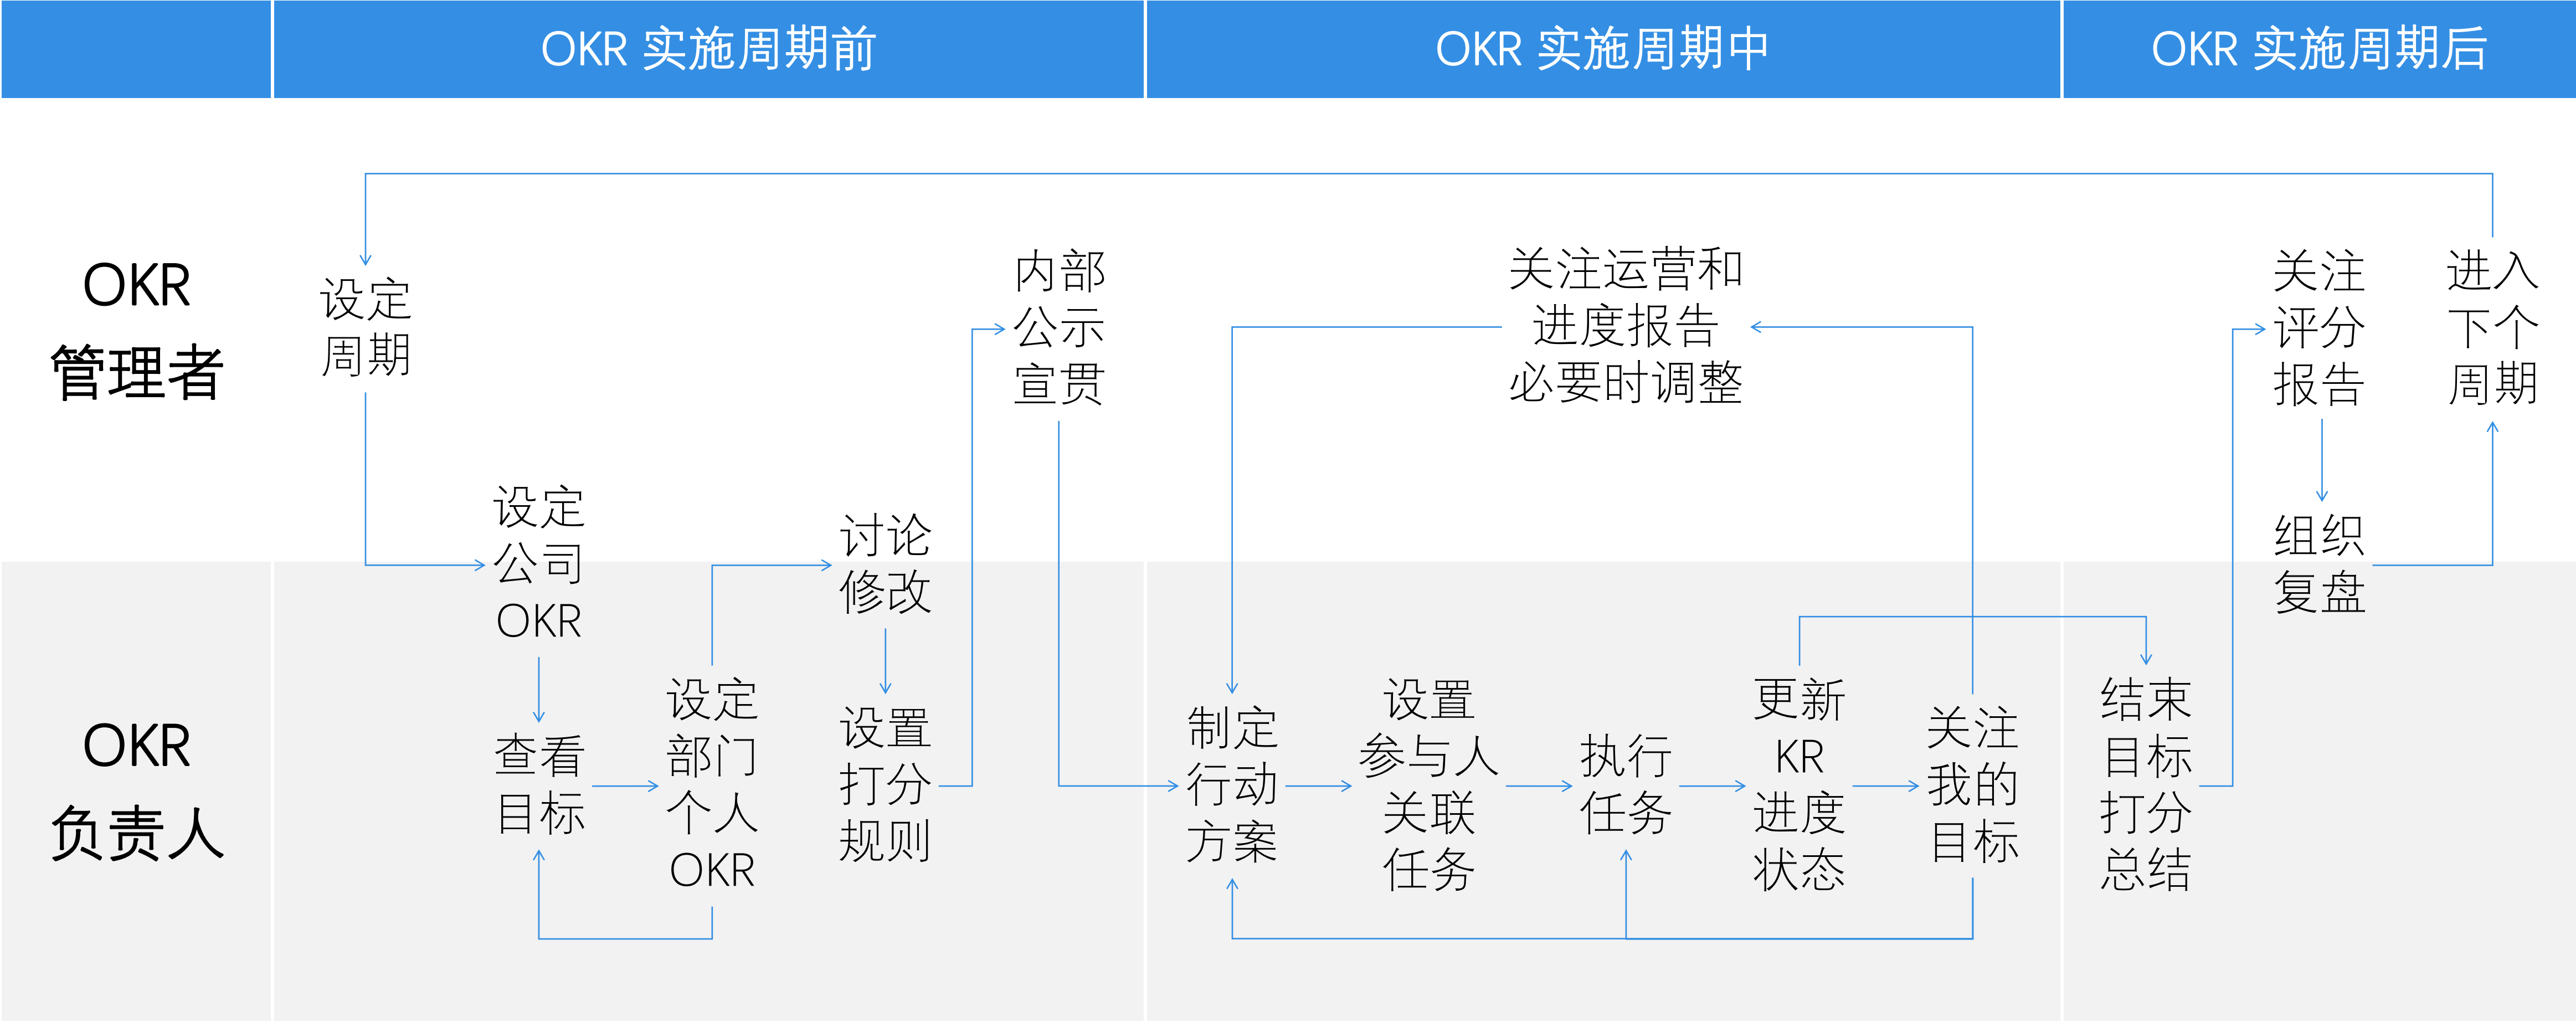 OKR 实施周期前
OKR 实施周期中
OKR 实施周期后
OKR
管理者
设定
周期
设定
公司
OKR
讨论
修改
内部
公示
宣贯
关注运营和
进度报告
必要时调整
关注
评分
报告
组织
复盘
进入
下个
周期
OKR
负责人
查看
目标
设定
部门
个人
OKR
设置
打分
规则
制定
行动
方案
设置
参与人
关联
任务
执行
任务
更新
KR
进度
状态
关注
我的
目标
结束
目标
打分
总结